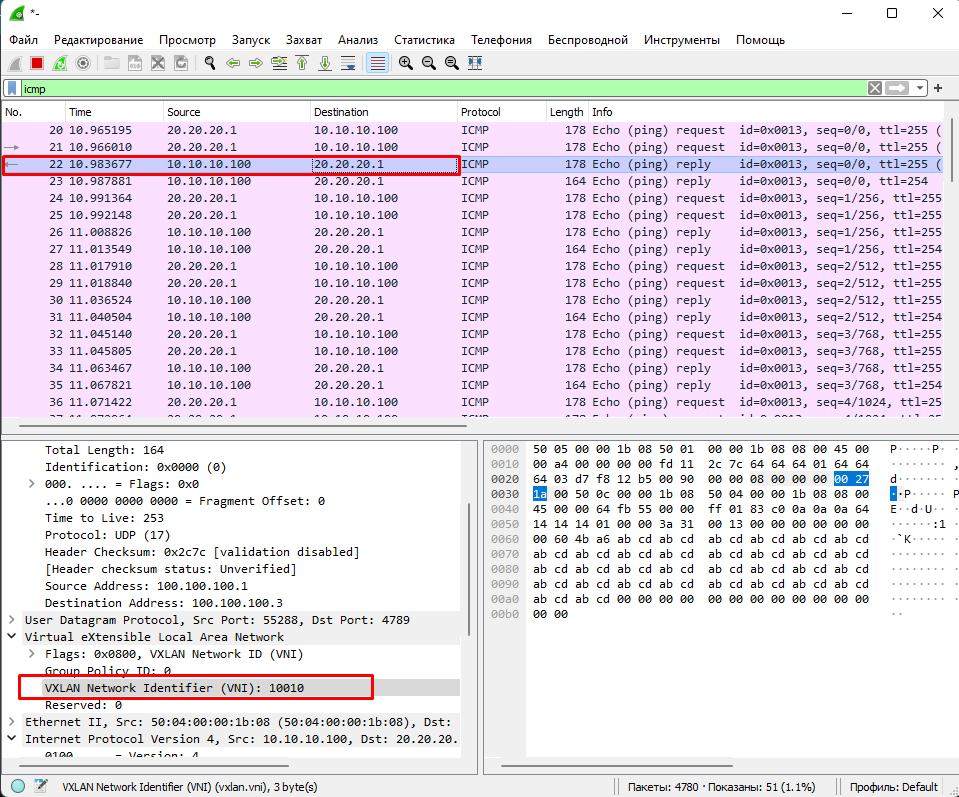 *-
Файл Редактирование Просмотр Запуск Захват Анализ Статистика Телефония Беспроводной Инструменты Помощь
icmp
No. Time Source Destination Protocol Length Info
20 10.965195 20.20.20.1 10.10.10.100 ICMP 178 Echo (ping) request id=0x0013, seq=0/0, ttl=255 (
21 10.966010 20.20.20.1 10.10.10.100 ICMP 178 Echo (ping) request id=0x0013, seq=0/0, ttl=255 (
22 10.983677 10.10.10.100 20.20.20.1 ICMP 178 Echo (ping) reply id=0x0013, seq=0/0, ttl=255 (
23 10.987881 10.10.10.100 20.20.20.1 ICMP 164 Echo (ping) reply id=0x0013, seq=0/0, ttl=254
24 10.991364 20.20.20.1 10.10.10.100 ICMP 178 Echo (ping) request id=0x0013, seq=1/256, ttl=255
25 10.992148 20.20.20.1 10.10.10.100 ICMP 178 Echo (ping) request id=0x0013, seq=1/256, ttl=255
26 11.008826 10.10.10.100 20.20.20.1 ICMP 178 Echo (ping) reply id=0x0013, seq=1/256, ttl=255
27 11.013549 10.10.10.100 20.20.20.1 ICMP 164 Echo (ping) reply id=0x0013, seq=1/256, ttl=254
28 11.017910 20.20.20.1 10.10.10.100 ICMP 178 Echo (ping) request id=0x0013, seq=2/512, ttl=255
29 11.018840 20.20.20.1 10.10.10.100 ICMP 178 Echo (ping) request id=0x0013, seq=2/512, ttl=255
30 11.036524 10.10.10.100 20.20.20.1 ICMP 178 Echo (ping) reply id=0x0013, seq=2/512, ttl=255
31 11.040504 10.10.10.100 20.20.20.1 ICMP 164 Echo (ping) reply id=0x0013, seq=2/512, ttl=254
32 11.045140 20.20.20.1 10.10.10.100 ICMP 178 Echo (ping) request id=0x0013, seq=3/768, ttl=255
33 11.045805 20.20.20.1 10.10.10.100 ICMP 178 Echo (ping) request id=0x0013, seq=3/768, ttl=255
34 11.063467 10.10.10.100 20.20.20.1 ICMP 178 Echo (ping) reply id=0x0013, seq=3/768, ttl=255
35 11.067821 10.10.10.100 20.20.20.1 ICMP 164 Echo (ping) reply id=0x0013, seq=3/768, ttl=254
36 11.071422 20.20.20.1 10.10.10.100 ICMP 178 Echo (ping) request id=0x0013, seq=4/1024, ttl=25
Total Length: 164
Identification: 0x0000 (0)
000. .... = Flags: 0x0
...0 0000 0000 0000 = Fragment Offset: 0
Time to Live: 253
Protocol: UDP (17)
Header Checksum: 0x2c7c [validation disabled]
[Header checksum status: Unverified]
Source Address: 100.100.100.1
Destination Address: 100.100.100.3
User Datagram Protocol, Src Port: 55288, Dst Port: 4789
Virtual eXtensible Local Area Network
Flags: 0x0800, VXLAN Network ID (VNI)
Group Policy ID: 0
VXLAN Network Identifier (VNI): 10010
Reserved: 0
Ethernet II, Src: 50:04:00:00:1b:08 (50:04:00:00:1b:08), Dst:
Internet Protocol Version 4, Src: 10.10.10.100, Dst: 20.20.20.
0100 .... = Version: 4
0000 50 05 00 00 1b 08 50 01 00 00 1b 08 08 00 45 00 P·····P·
0010 00 a4 00 00 00 00 fd 11 2c 7c 64 64 64 01 64 64 ········ ,
0020 64 03 d7 f8 12 b5 00 90 00 00 08 00 00 00 00 27 d·······
0030 1a 00 50 0c 00 00 1b 08 50 04 00 00 1b 08 08 00 ··P····· P
0040 45 00 00 64 fb 55 00 00 ff 01 83 c0 0a 0a 0a 64 E··d·U··
0050 14 14 14 01 00 00 3a 31 00 13 00 00 00 00 00 00 ······:1
0060 00 60 4b a6 ab cd ab cd ab cd ab cd ab cd ab cd ·`K·····
0070 ab cd ab cd ab cd ab cd ab cd ab cd ab cd ab cd ········
0080 ab cd ab cd ab cd ab cd ab cd ab cd ab cd ab cd ········
0090 ab cd ab cd ab cd ab cd ab cd ab cd ab cd ab cd ········
00a0 ab cd ab cd 00 00 00 00 00 00 00 00 00 00 00 00 ········
00b0 00 00 ··
VXLAN Network Identifier (VNI) (vxlan.vni), 3 byte(s)
Пакеты: 4780 · Показаны: 51 (1.1%)
Профиль: Default